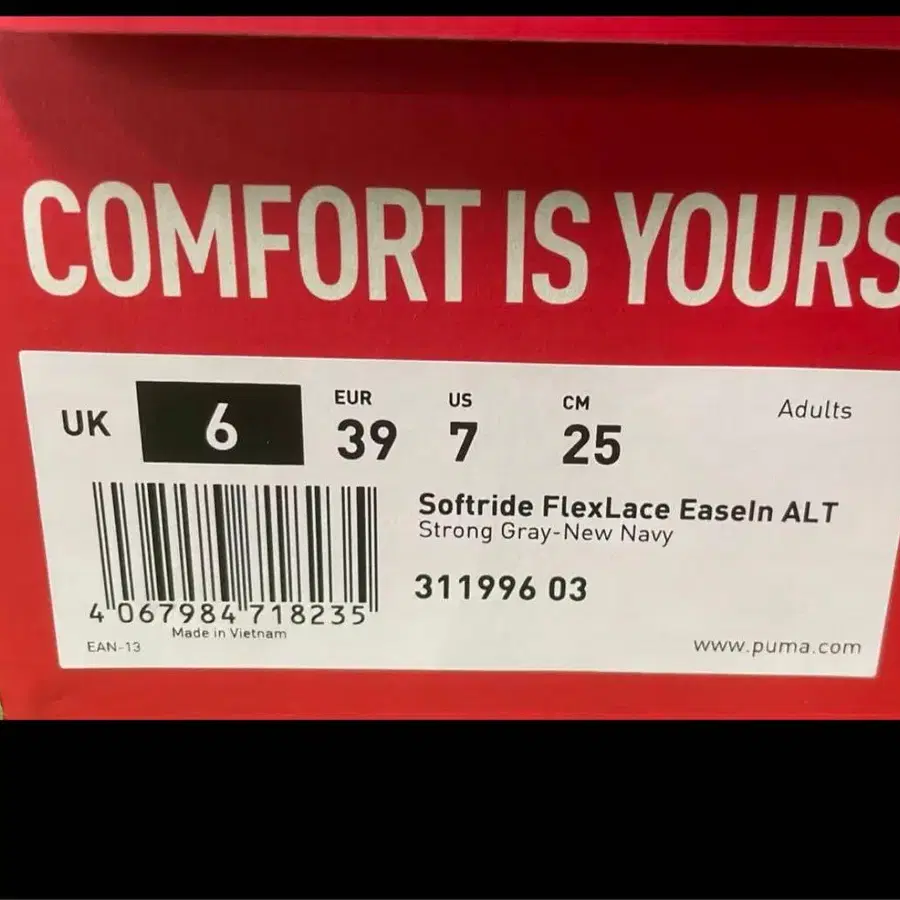 COMFORT IS YOURS
UK 6 EUR 39 US 7 CM 25 Adults
Softride FlexLace EaseIn ALT
Strong Gray-New Navy
311996 03
4 067984 718235
Made in Vietnam
EAN-13
www.puma.com